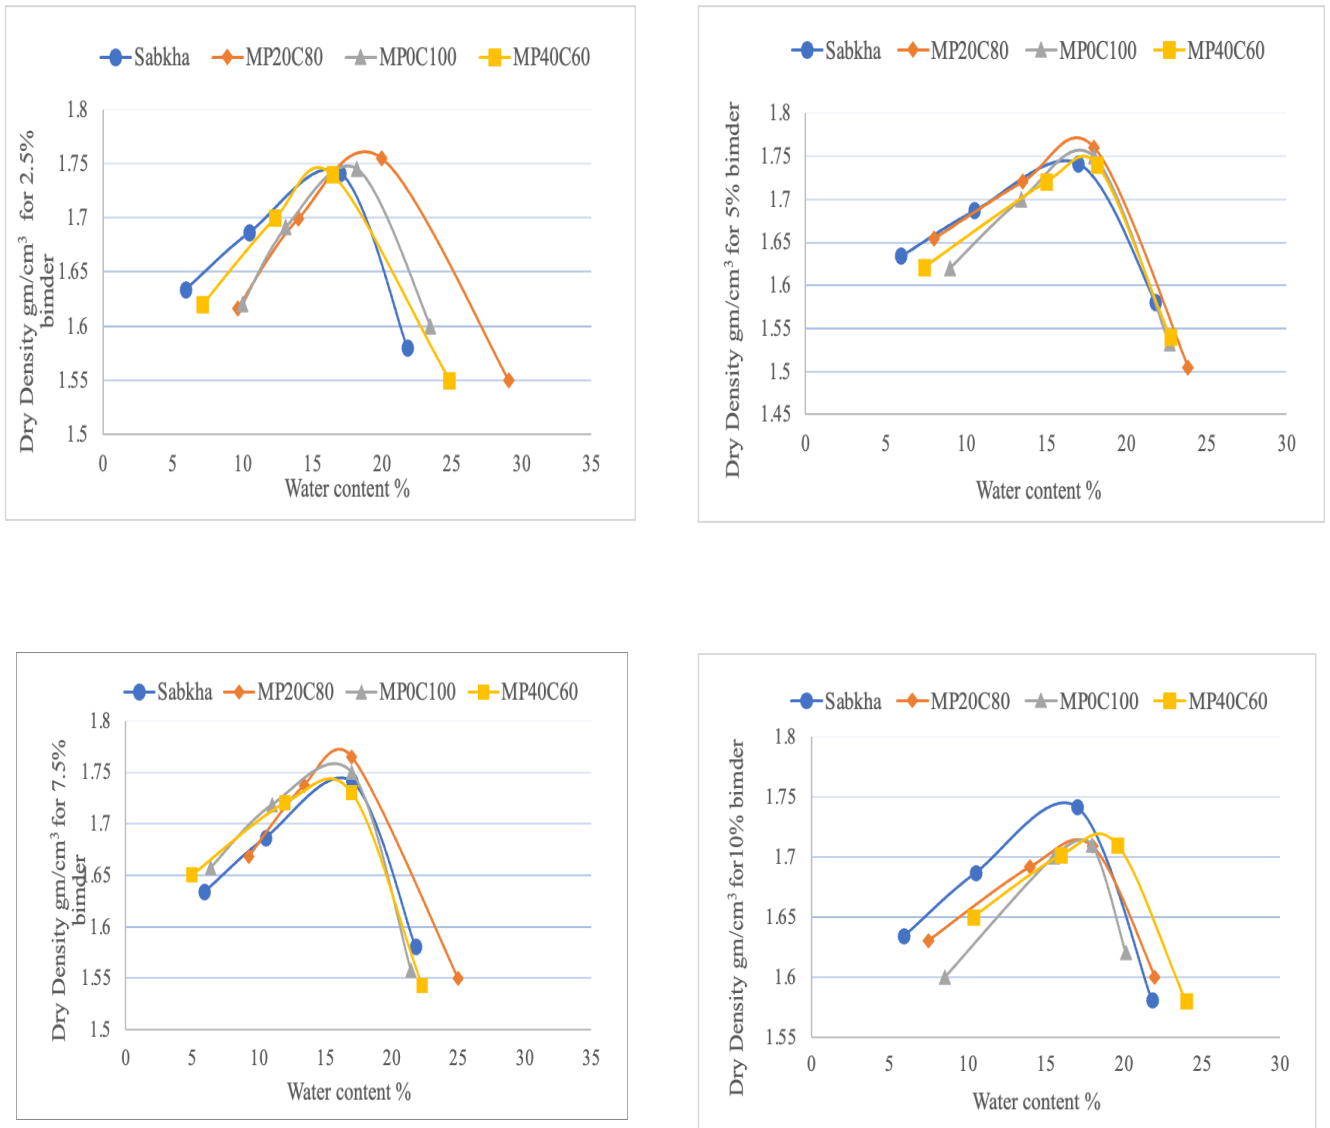 Sabkha MP20C80 MP0C100 MP40C60
1.8
1.75
1.7
1.65
1.6
1.55
1.5
0 5 10 15 20 25 30 35
Water content %
Dry Density gm/cm³ for 2.5%
bimder
Sabkha MP20C80 MP0C100 MP40C60
1.8
1.75
1.7
1.65
1.6
1.55
1.5
1.45
0 5 10 15 20 25 30
Water content %
Dry Density gm/cm³ for 5% bimder
Sabkha MP20C80 MP0C100 MP40C60
1.8
1.75
1.7
1.65
1.6
1.55
1.5
0 5 10 15 20 25 30 35
Water content %
Dry Density gm/cm³ for 7.5%
bimder
Sabkha MP20C80 MP0C100 MP40C60
1.8
1.75
1.7
1.65
1.6
1.55
0 5 10 15 20 25 30
Water content %
Dry Density gm/cm³ for10% bimder